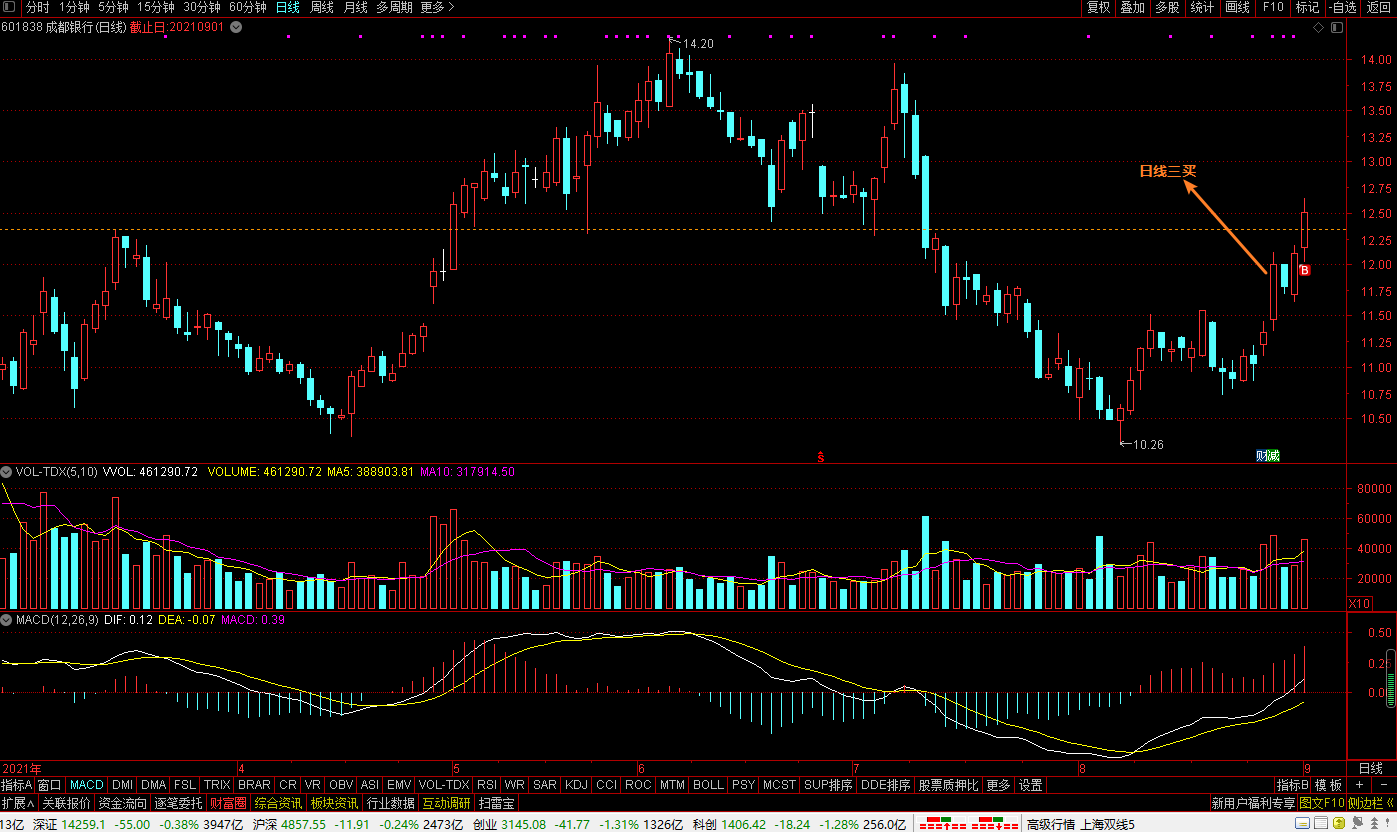 分时 1分钟 5分钟 15分钟 30分钟 60分钟 日线 周线 月线 多周期 更多 >
复权 叠加 多股 统计 画线 F10 标记 -自选 返回
601838 成都银行(日线) 截止日:20210901
14.20
14.00
13.75
13.50
13.25
13.00
日线三买
12.75
12.50
12.25
12.00
B
11.75
11.50
11.25
11.00
10.75
10.50
10.26
ŝ
财减
VOL-TDX(5,10) VVOL: 461290.72 VOLUME: 461290.72 MA5: 388903.81 MA10: 317914.50
80000
60000
40000
20000
X10
MACD(12,26,9) DIF: 0.12 DEA: -0.07 MACD: 0.39
0.50
0.25
0.0
2021年 4 5 6 7 8 9 日线
指标A 窗口 MACD DMI DMA FSL TRIX BRAR CR VR OBV ASI EMV VOL-TDX RSI WR SAR KDJ CCI ROC MTM BOLL PSY MCST SUP排序 DDE排序 股票质押比 更多 设置 指标B 模板 + -
扩展∧ 关联报价 资金流向 逐笔委托 财富圈 综合资讯 板块资讯 行业数据 互动调研 扫雷宝 新用户福利专享 图文F10 侧边栏 《
13亿 深证 14259.1 -55.00 -0.38% 3947亿 沪深 4857.55 -11.91 -0.24% 2473亿 创业 3145.08 -41.77 -1.31% 1326亿 科创 1406.42 -18.24 -1.28% 256.0亿 高级行情 上海双线5